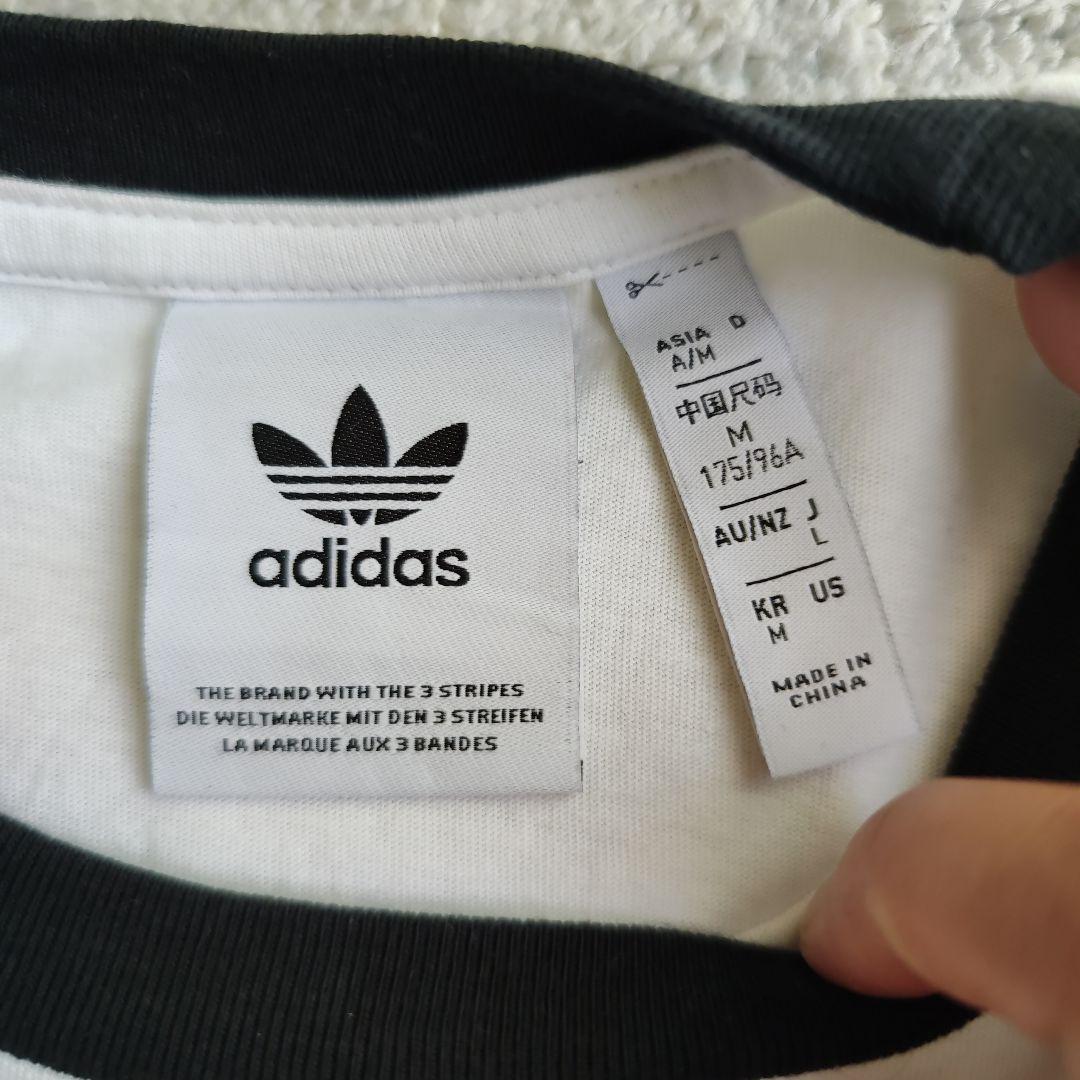 adidas
THE BRAND WITH THE 3 STRIPES
DIE WELTMARKE MIT DEN 3 STREIFEN
LA MARQUE AUX 3 BANDES
ASIA D
A/M
中国尺码
M
175/96A
AU/NZ J
L
KR US
M
MADE IN
CHINA